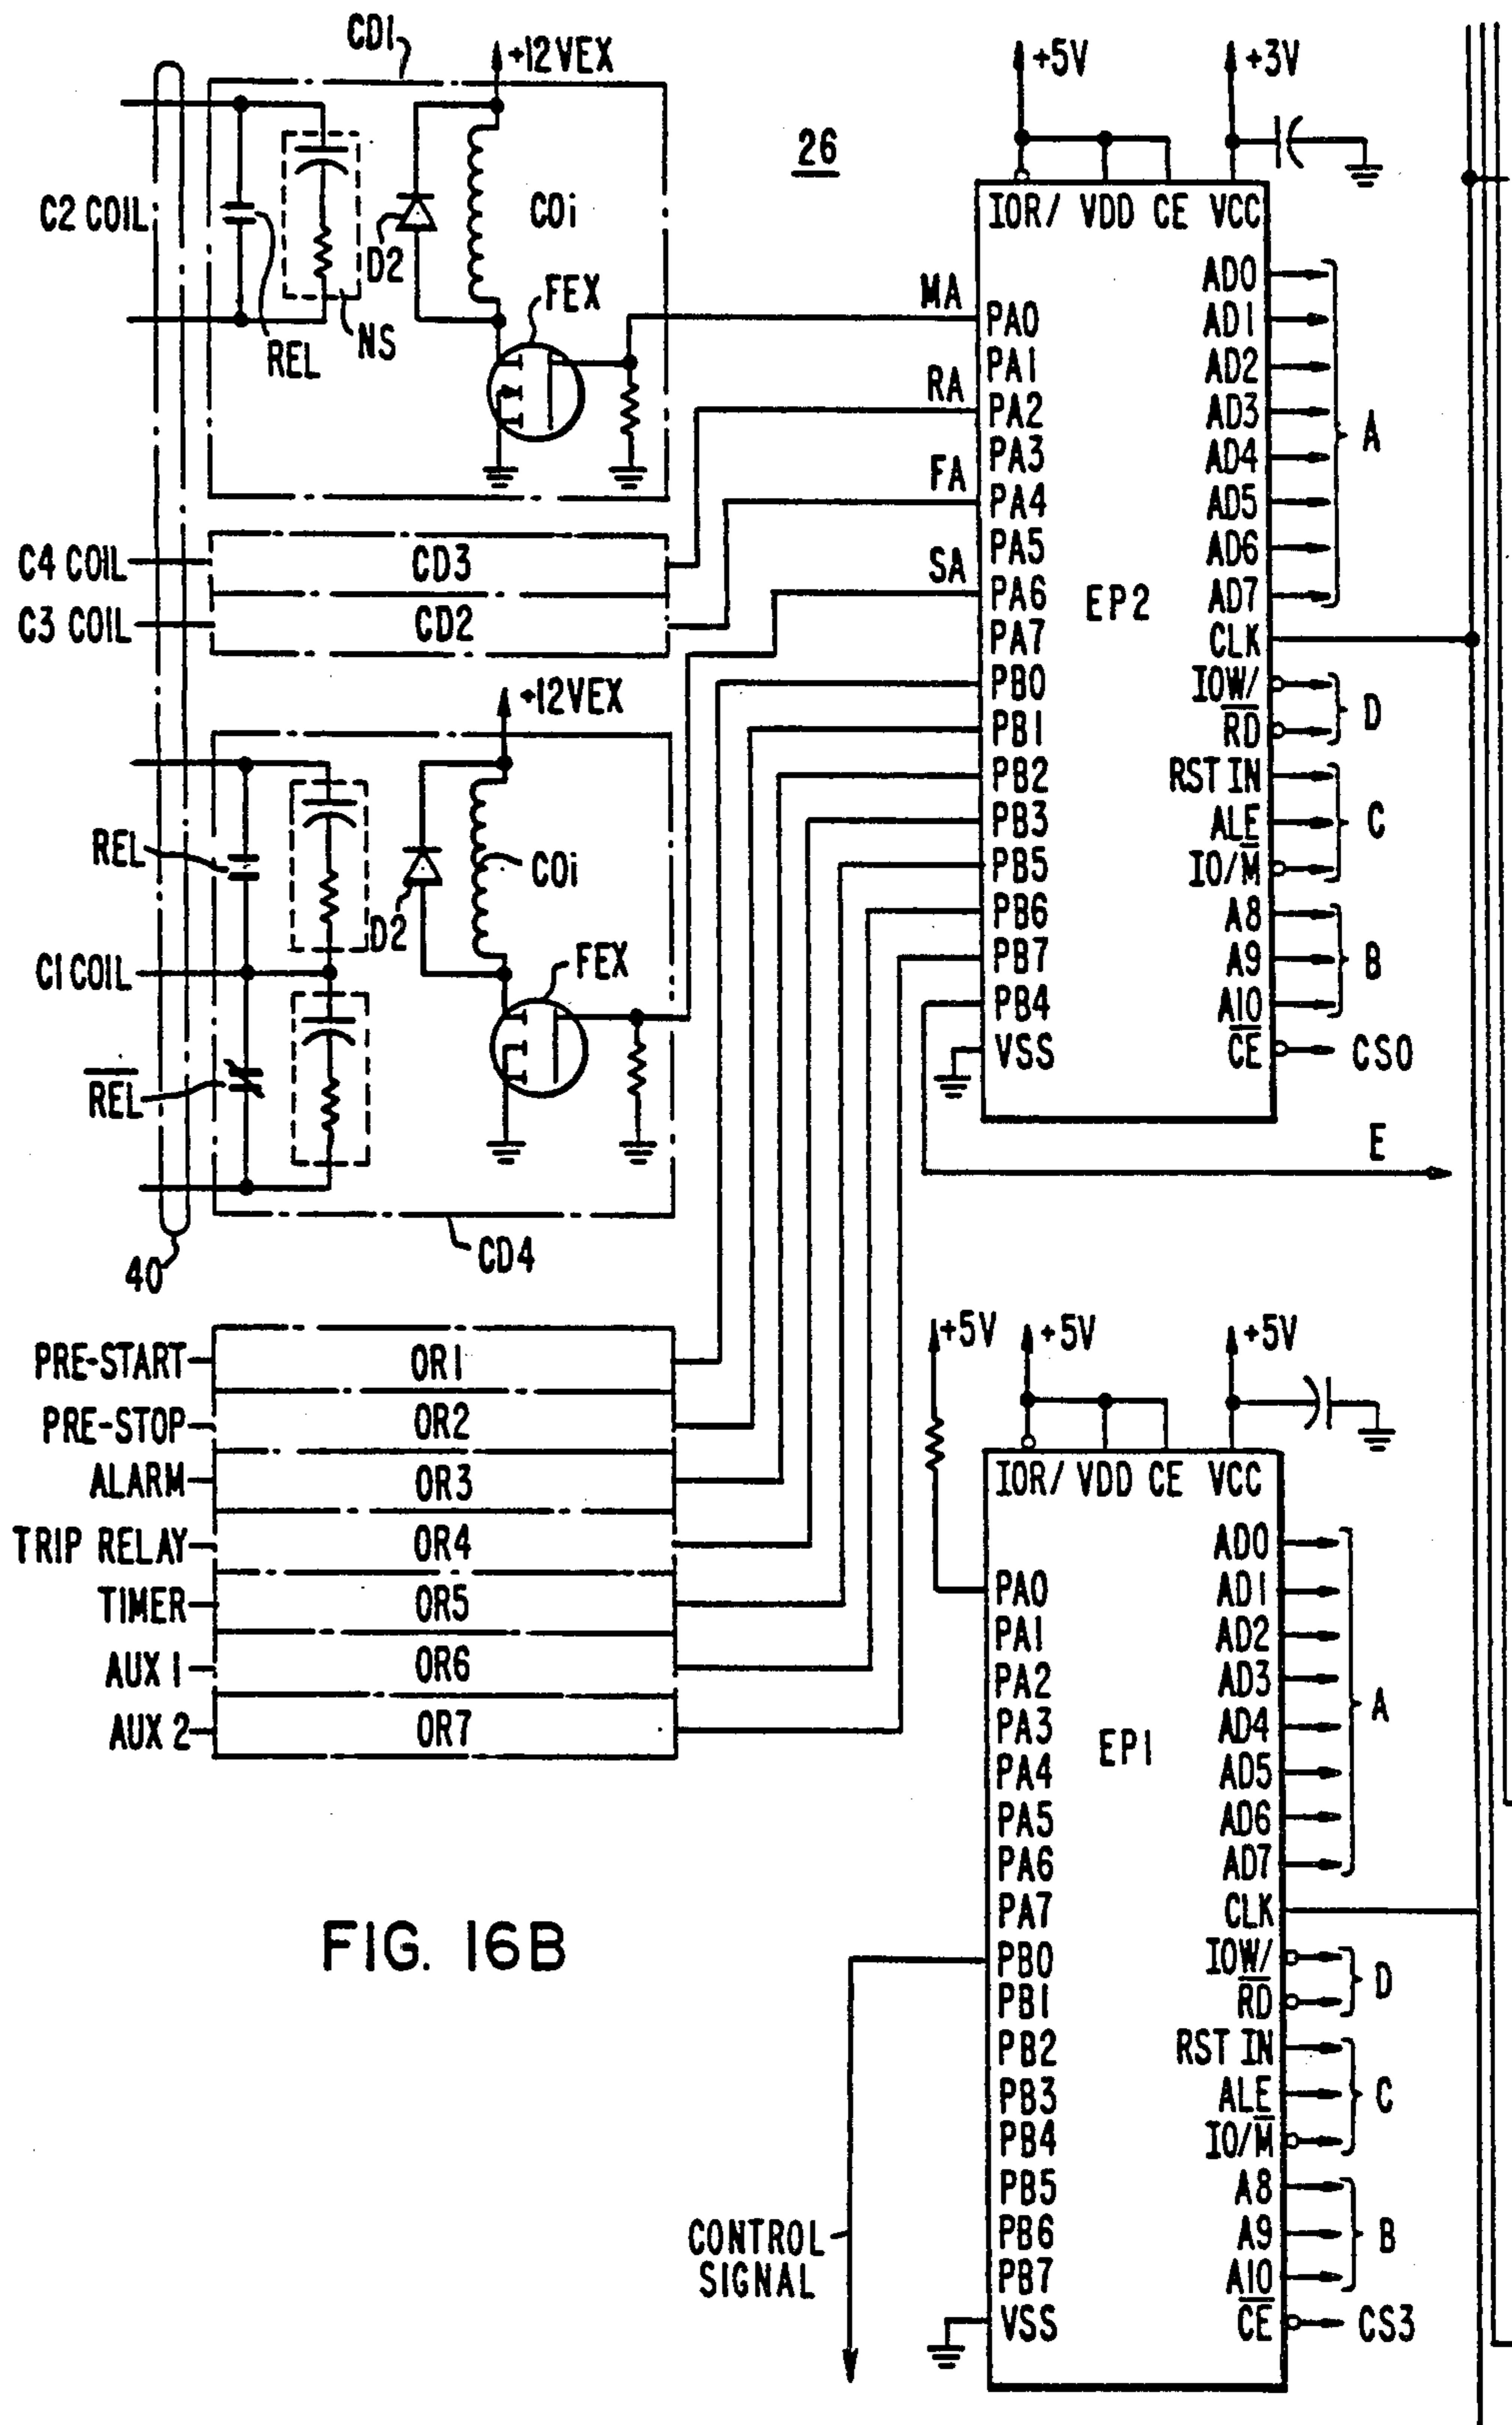 CD1
+12VEX
+5V
+3V
26
C2 COIL
REL
NS
D2
COi
FEX
MA
RA
FA
SA
IOR/ VDD CE VCC
PA0
PA1
PA2
PA3
PA4
PA5
PA6
PA7
PB0
PB1
PB2
PB3
PB5
PB6
PB7
PB4
VSS
EP2
AD0
AD1
AD2
AD3
AD4
AD5
AD6
AD7
CLK
IOW/
RD
RST IN
ALE
IO/M
A8
A9
A10
CE
A
D
C
B
CS0
E
C4 COIL
CD3
C3 COIL
CD2
+12VEX
REL
D2
COi
C1 COIL
FEX
REL
40
CD4
PRE-START
OR1
PRE-STOP
OR2
ALARM
OR3
TRIP RELAY
OR4
TIMER
OR5
AUX 1
OR6
AUX 2
OR7
+5V
+5V
+5V
IOR/ VDD CE VCC
PA0
PA1
PA2
PA3
PA4
PA5
PA6
PA7
PB0
PB1
PB2
PB3
PB4
PB5
PB6
PB7
VSS
EP1
AD0
AD1
AD2
AD3
AD4
AD5
AD6
AD7
CLK
IOW/
RD
RST IN
ALE
IO/M
A8
A9
A10
CE
A
D
C
B
CS3
CONTROL
SIGNAL
FIG. 16B